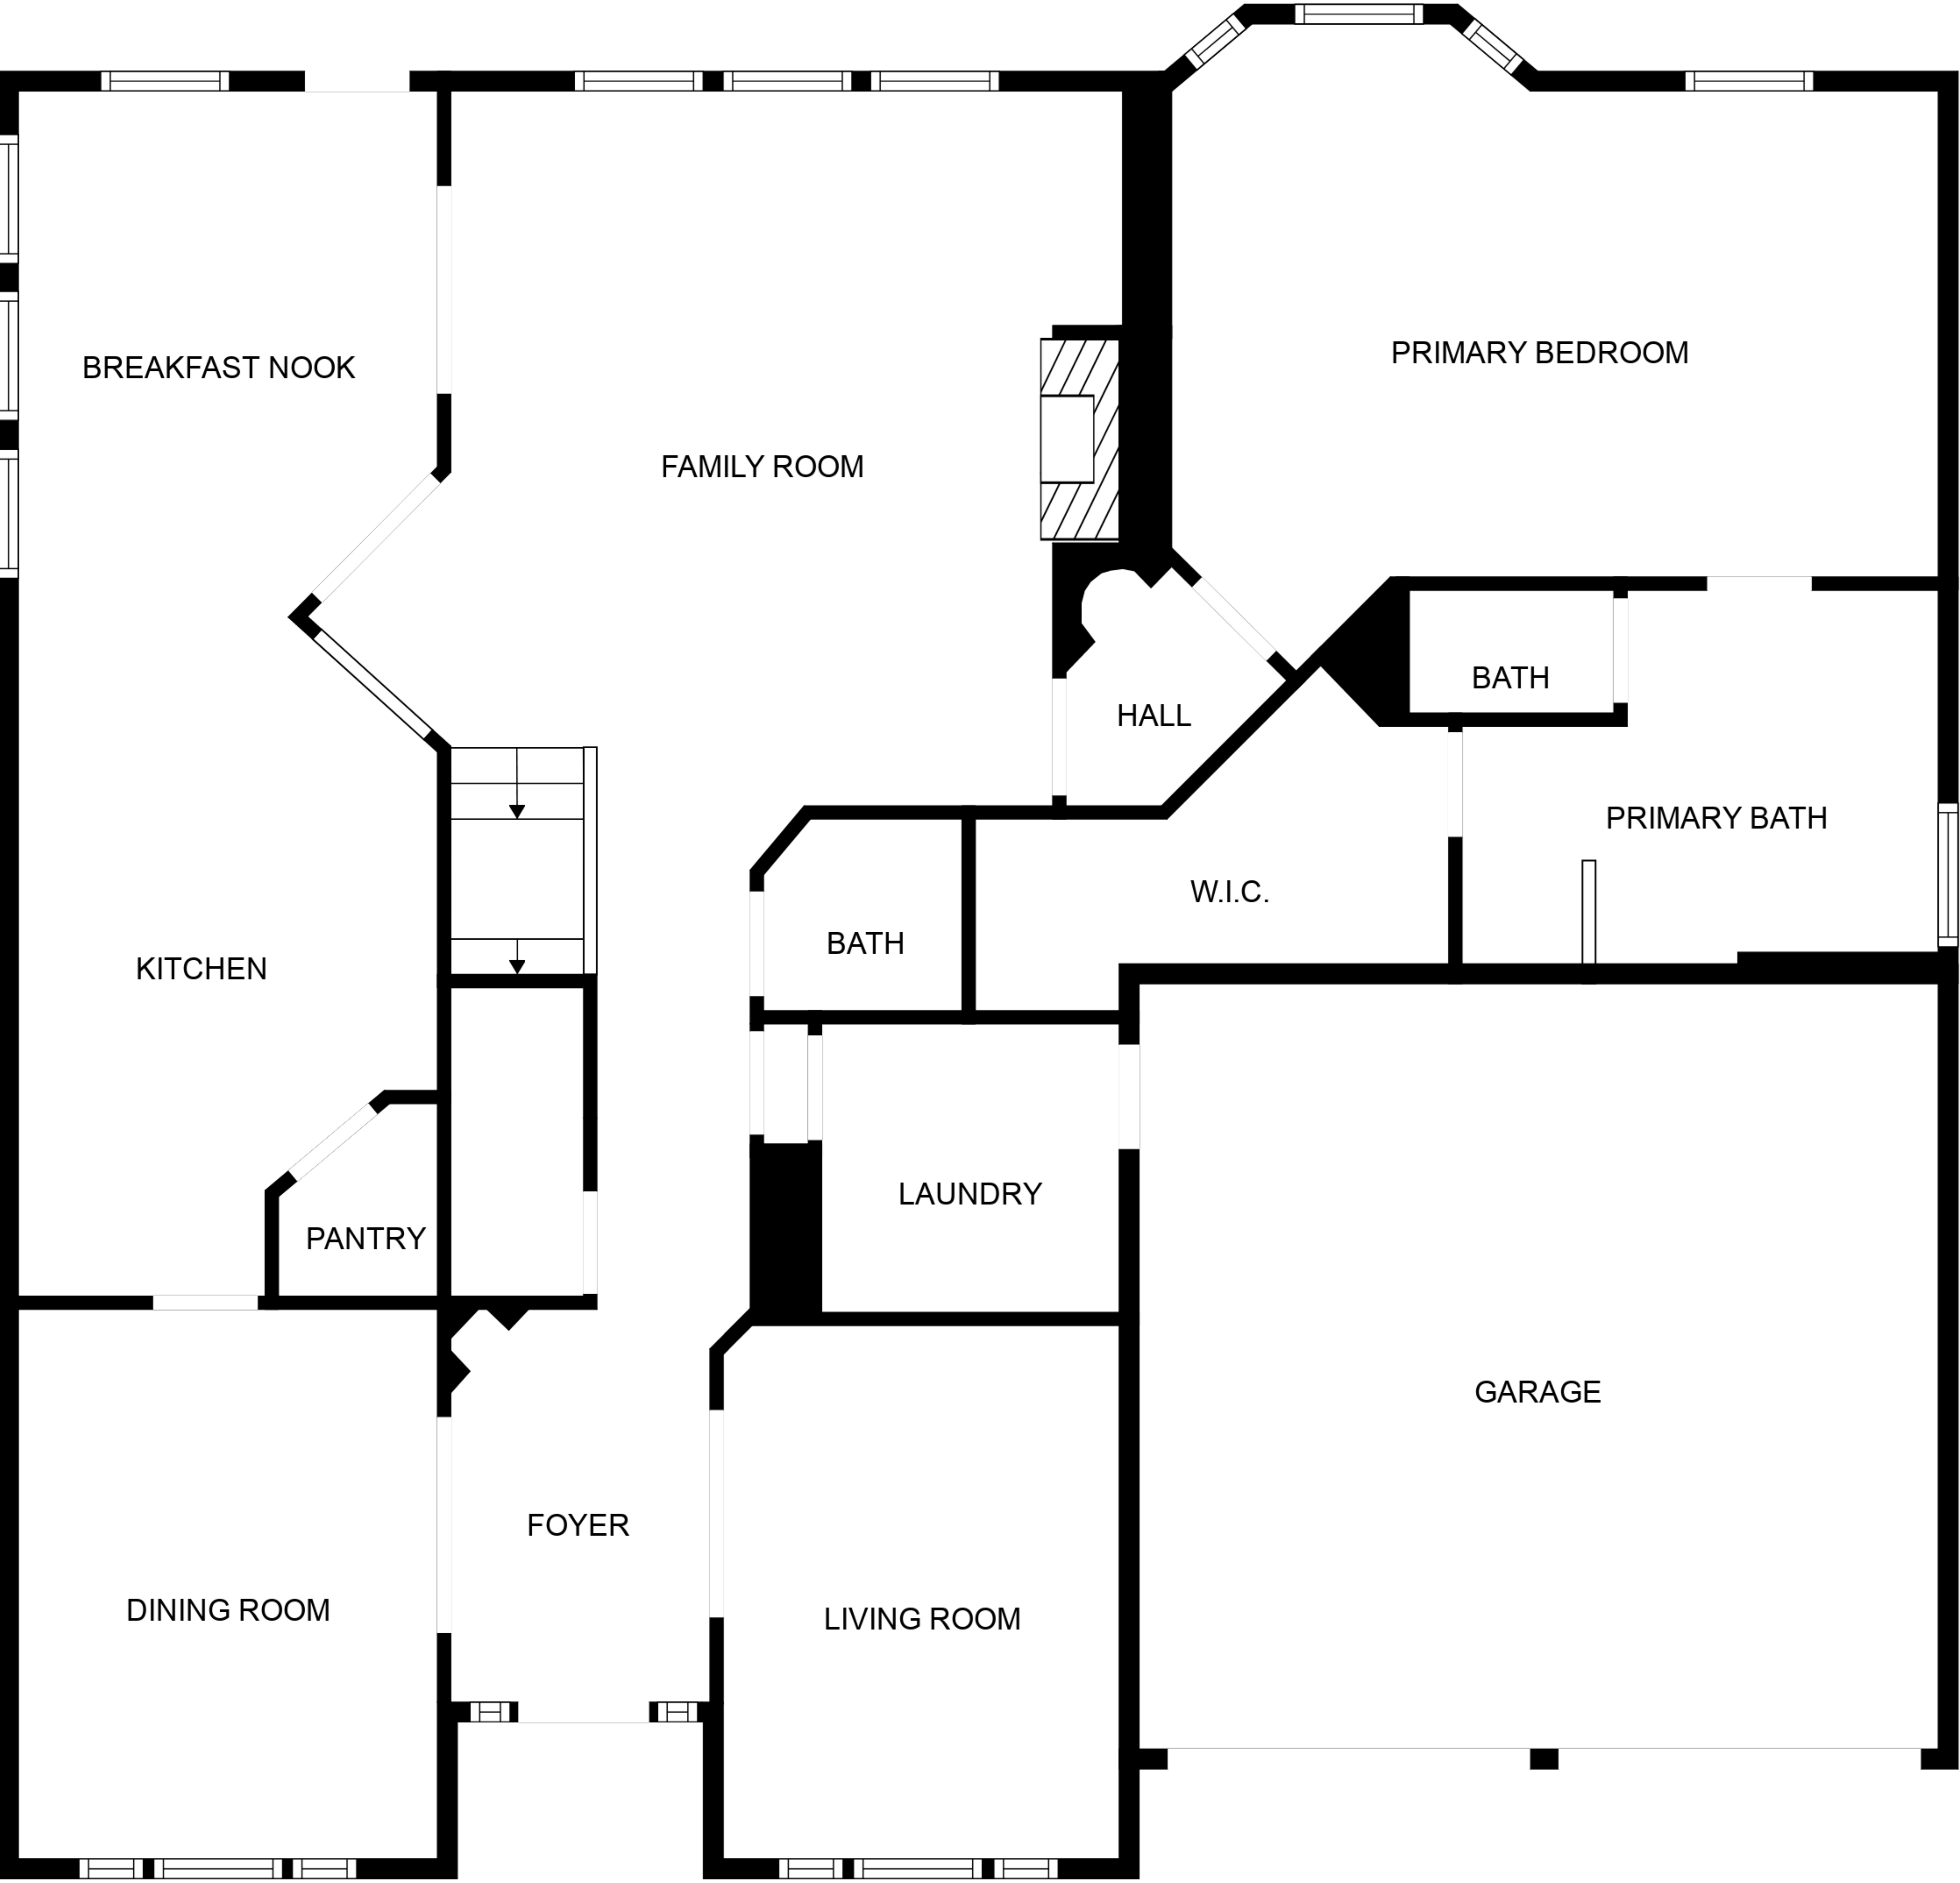 PRIMARY BEDROOM
BREAKFAST NOOK
FAMILY ROOM
BATH
HALL
PRIMARY BATH
W.I.C.
BATH
KITCHEN
LAUNDRY
PANTRY
GARAGE
FOYER
DINING ROOM
LIVING ROOM